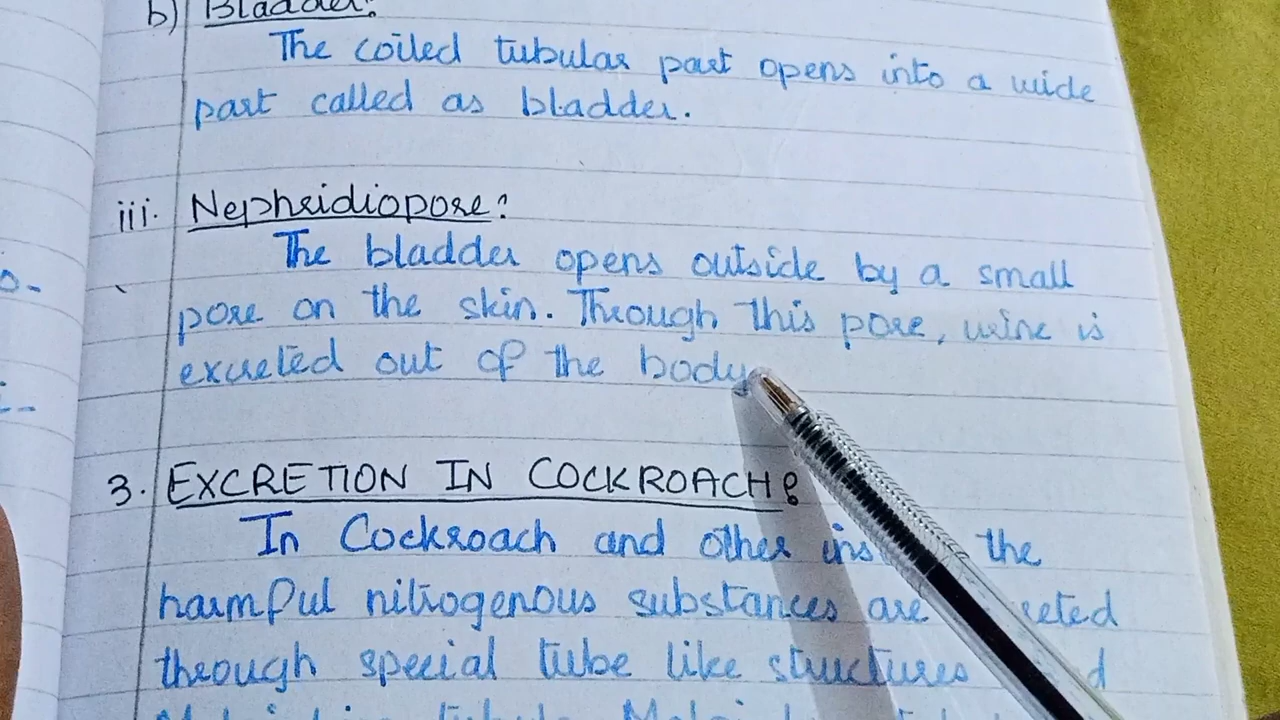 b) Bladder:
The coiled tubular part opens into a wide
part called as bladder.
iii. Nephridiopore:
The bladder opens outside by a small
pore on the skin. Through this pore, urine is
excreted out of the body
3. EXCRETION IN COCKROACH:
In Cockroach and other the
harmful nitrogenous substances are
through special tube like structures